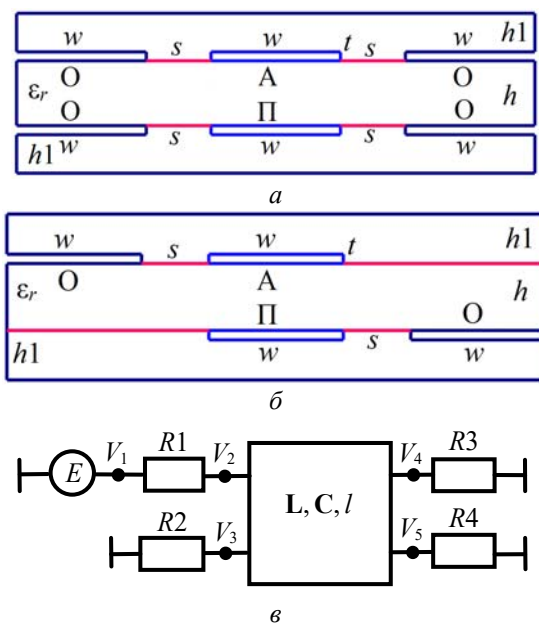 w w t w h1
s s
εr O A O h
O П O
h1 w s w s w
а
w w t h1
s
εr O A h
П O
h1 w s w
б
V1 R1 V2 V4 R3
E L, C, l
R2 V3 V5 R4
в